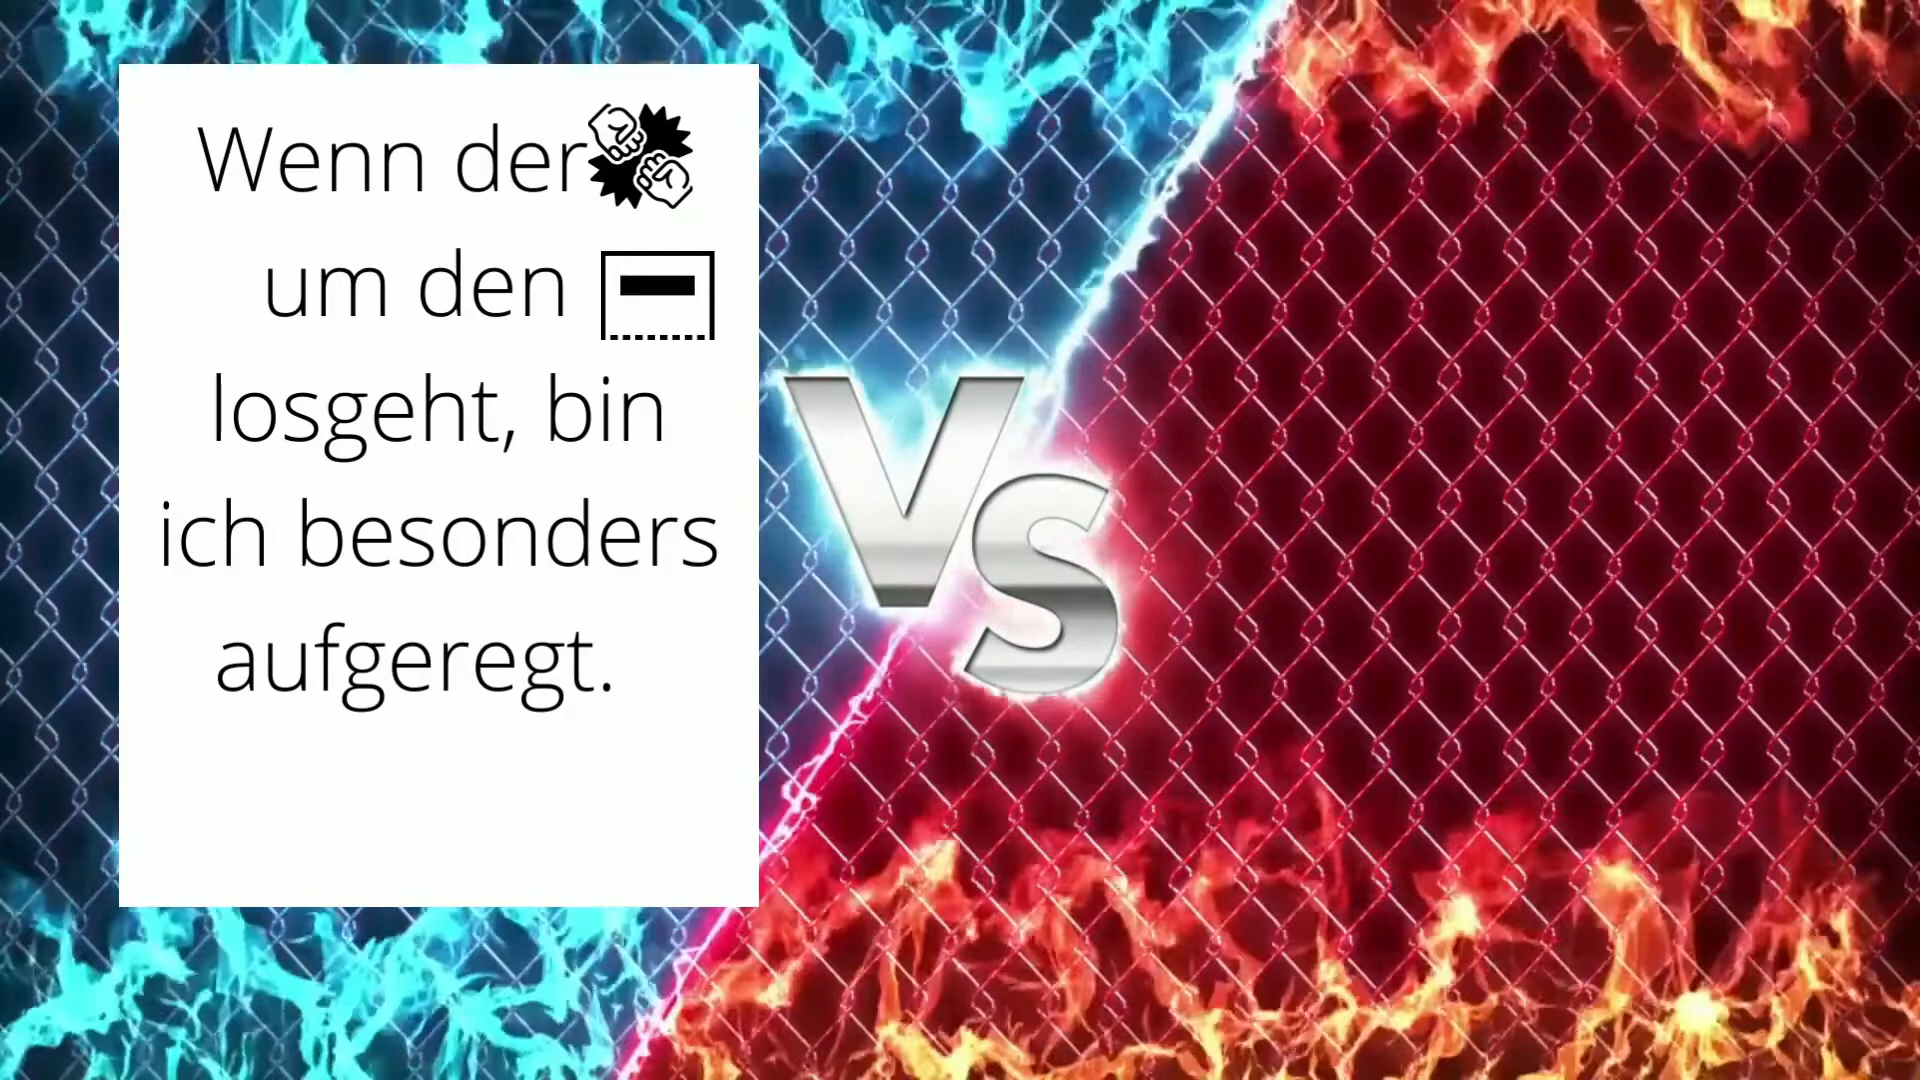 Wenn der
um den
losgeht, bin
ich besonders
aufgeregt.
VS